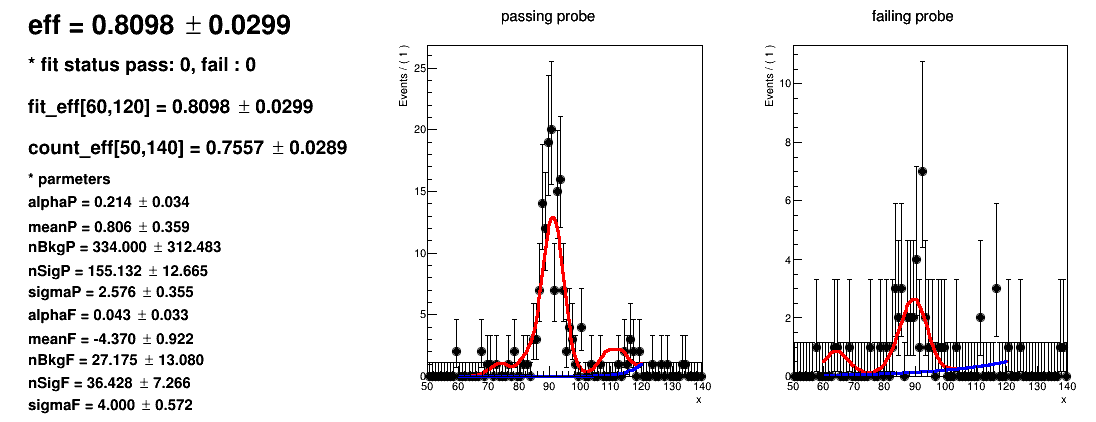 eff = 0.8098 ± 0.0299
* fit status pass: 0, fail : 0
fit_eff[60,120] = 0.8098 ± 0.0299
count_eff[50,140] = 0.7557 ± 0.0289
* parmeters
alphaP = 0.214 ± 0.034
meanP = 0.806 ± 0.359
nBkgP = 334.000 ± 312.483
nSigP = 155.132 ± 12.665
sigmaP = 2.576 ± 0.355
alphaF = 0.043 ± 0.033
meanF = -4.370 ± 0.922
nBkgF = 27.175 ± 13.080
nSigF = 36.428 ± 7.266
sigmaF = 4.000 ± 0.572
passing probe
Events / ( 1 )
25
20
15
10
5
0
50 60 70 80 90 100 110 120 130 140
x
failing probe
Events / ( 1 )
10
8
6
4
2
0
50 60 70 80 90 100 110 120 130 140
x